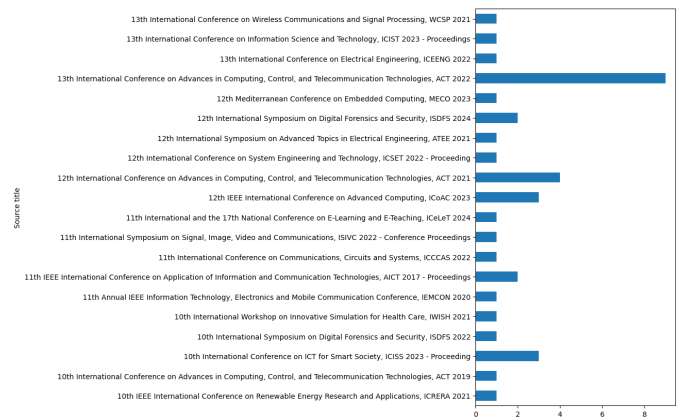 13th International Conference on Wireless Communications and Signal Processing, WCSP 2021
13th International Conference on Information Science and Technology, ICIST 2023 - Proceedings
13th International Conference on Electrical Engineering, ICEENG 2022
13th International Conference on Advances in Computing, Control, and Telecommunication Technologies, ACT 2022
12th Mediterranean Conference on Embedded Computing, MECO 2023
12th International Symposium on Digital Forensics and Security, ISDFS 2024
12th International Symposium on Advanced Topics in Electrical Engineering, ATEE 2021
12th International Conference on System Engineering and Technology, ICSET 2022 - Proceeding
12th International Conference on Advances in Computing, Control, and Telecommunication Technologies, ACT 2021
12th IEEE International Conference on Advanced Computing, ICoAC 2023
11th International and the 17th National Conference on E-Learning and E-Teaching, ICeLeT 2024
11th International Symposium on Signal, Image, Video and Communications, ISIVC 2022 - Conference Proceedings
11th International Conference on Communications, Circuits and Systems, ICCCAS 2022
11th IEEE International Conference on Application of Information and Communication Technologies, AICT 2017 - Proceedings
11th Annual IEEE Information Technology, Electronics and Mobile Communication Conference, IEMCON 2020
10th International Workshop on Innovative Simulation for Health Care, IWISH 2021
10th International Symposium on Digital Forensics and Security, ISDFS 2022
10th International Conference on ICT for Smart Society, ICISS 2023 - Proceeding
10th International Conference on Advances in Computing, Control, and Telecommunication Technologies, ACT 2019
10th IEEE International Conference on Renewable Energy Research and Applications, ICRERA 2021
Source title
0 2 4 6 8